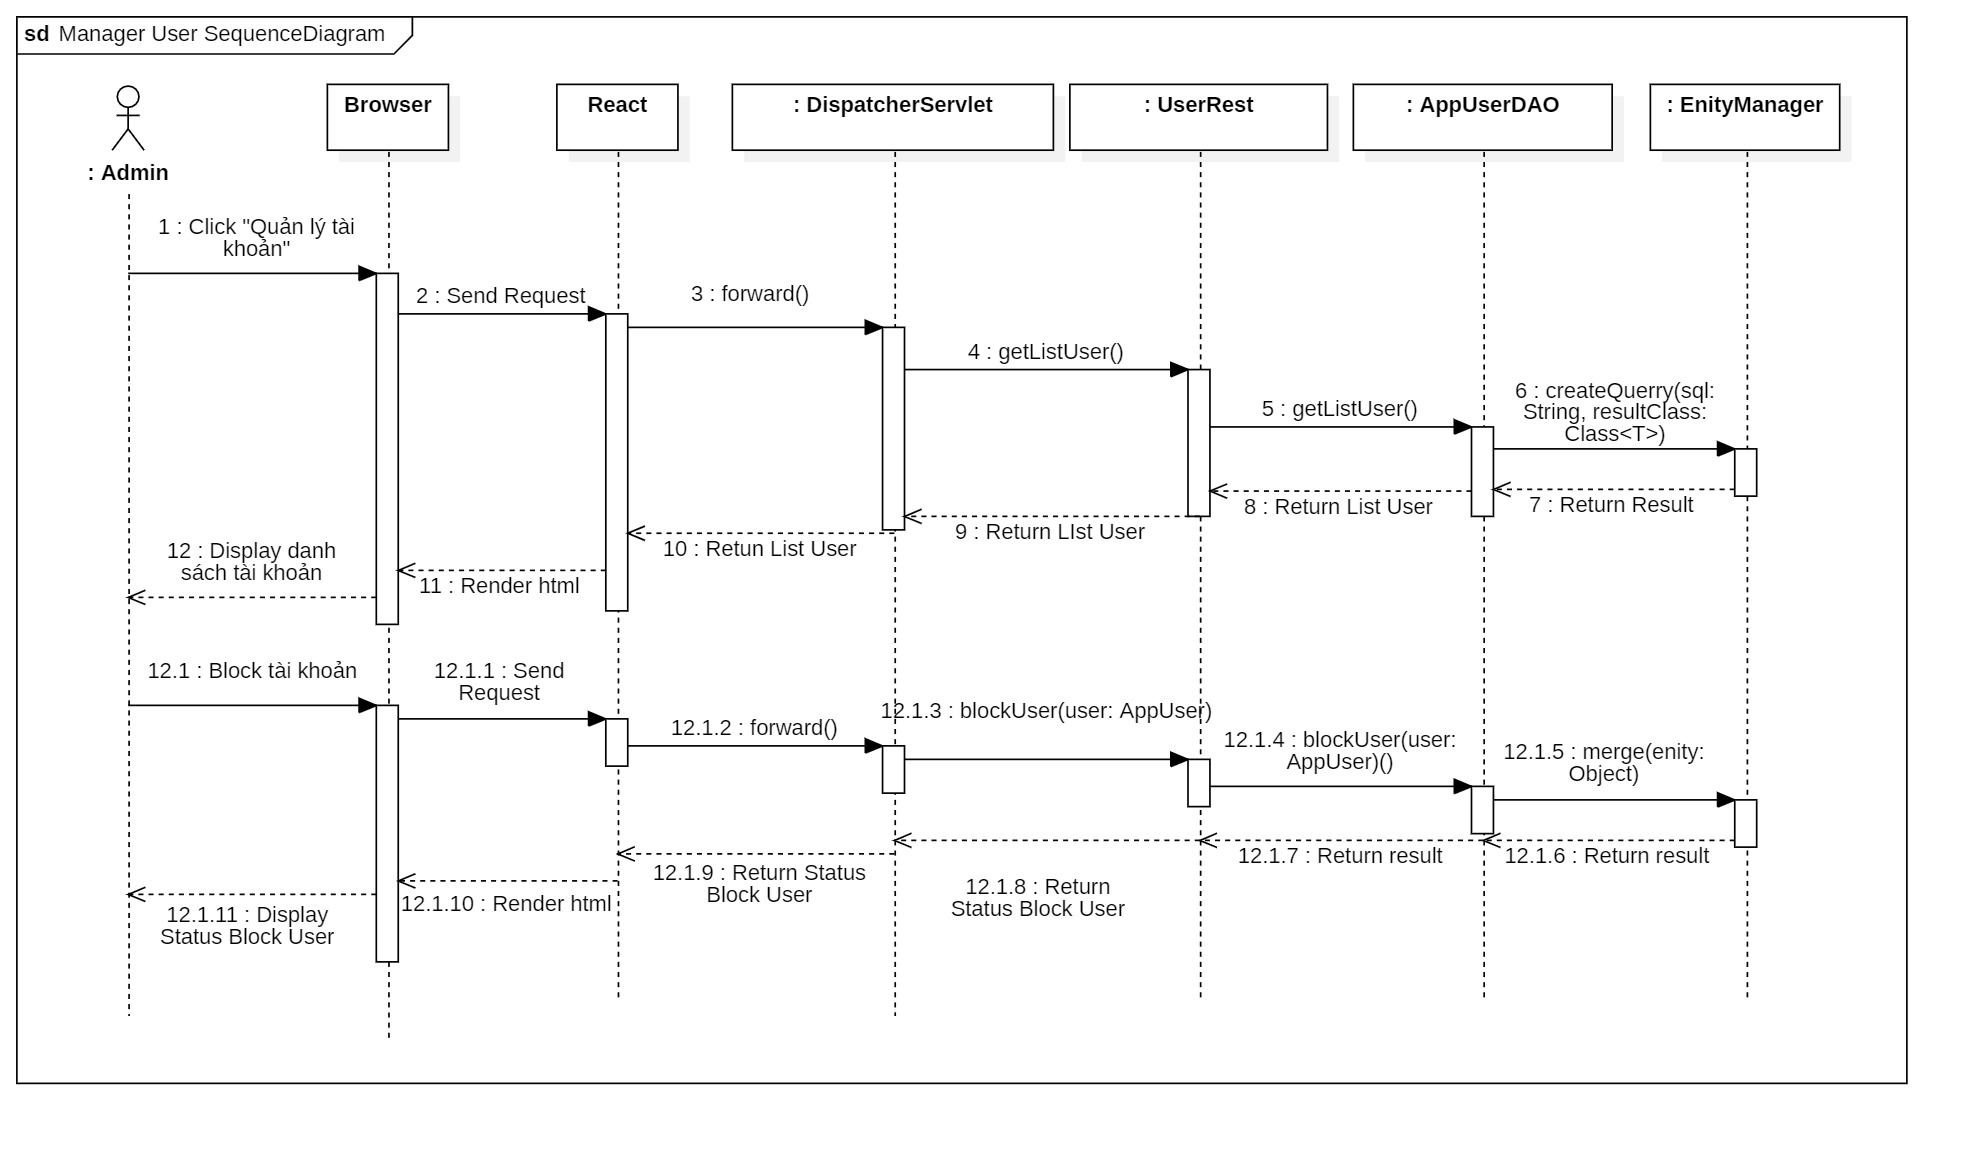 sd Manager User SequenceDiagram
Browser
React
: DispatcherServlet
: UserRest
: AppUserDAO
: EnityManager
: Admin
1 : Click "Quản lý tài
khoản"
2 : Send Request
3 : forward()
4 : getListUser()
5 : getListUser()
6 : createQuerry(sql:
String, resultClass:
Class<T>)
7 : Return Result
8 : Return List User
9 : Return LIst User
10 : Retun List User
11 : Render html
12 : Display danh
sách tài khoản
12.1 : Block tài khoản
12.1.1 : Send
Request
12.1.2 : forward()
12.1.3 : blockUser(user: AppUser)
12.1.4 : blockUser(user:
AppUser)()
12.1.5 : merge(enity:
Object)
12.1.6 : Return result
12.1.7 : Return result
12.1.8 : Return
Status Block User
12.1.9 : Return Status
Block User
12.1.10 : Render html
12.1.11 : Display
Status Block User